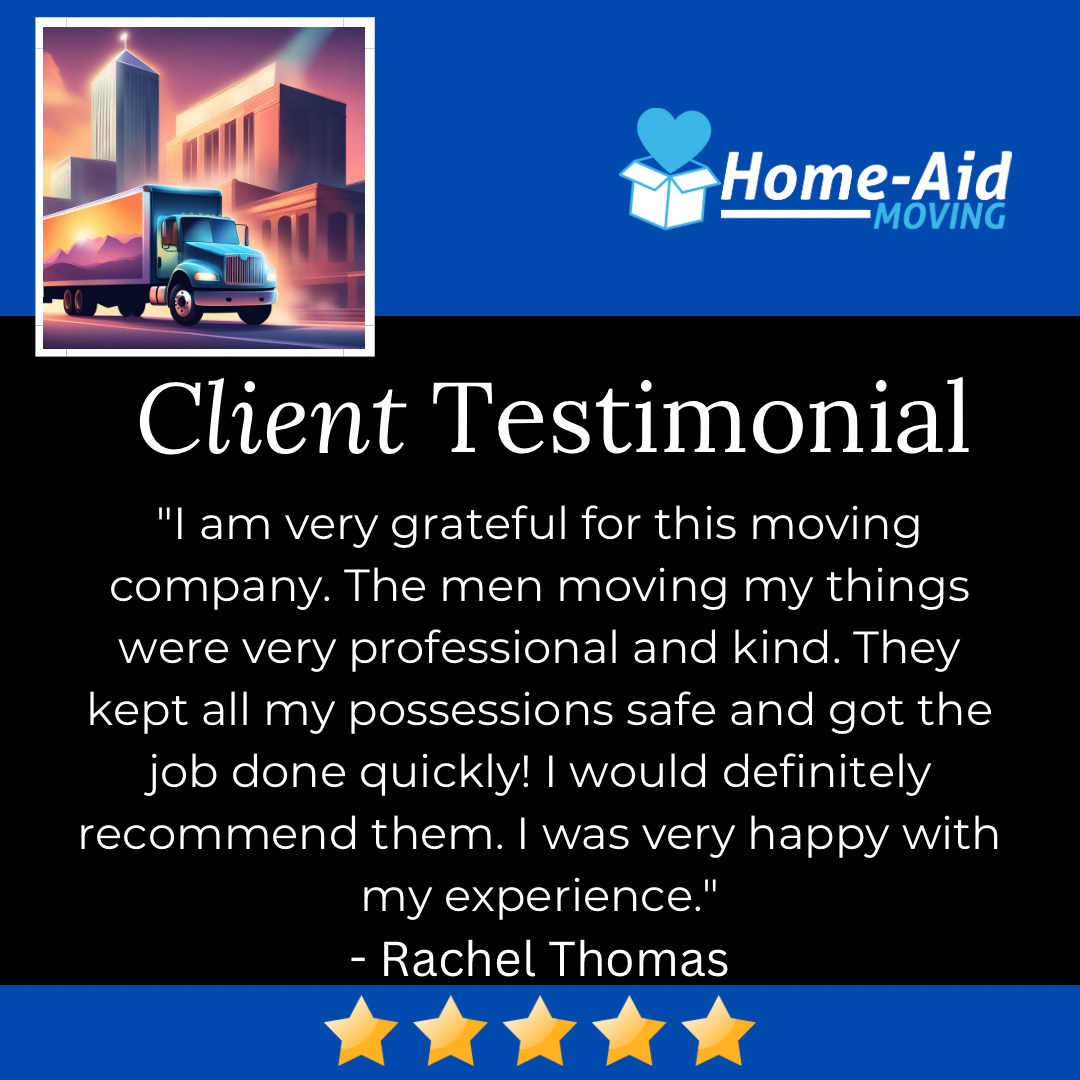 Home-Aid
MOVING
Client Testimonial
"I am very grateful for this moving
company. The men moving my things
were very professional and kind. They
kept all my possessions safe and got the
job done quickly! I would definitely
recommend them. I was very happy with
my experience."
- Rachel Thomas